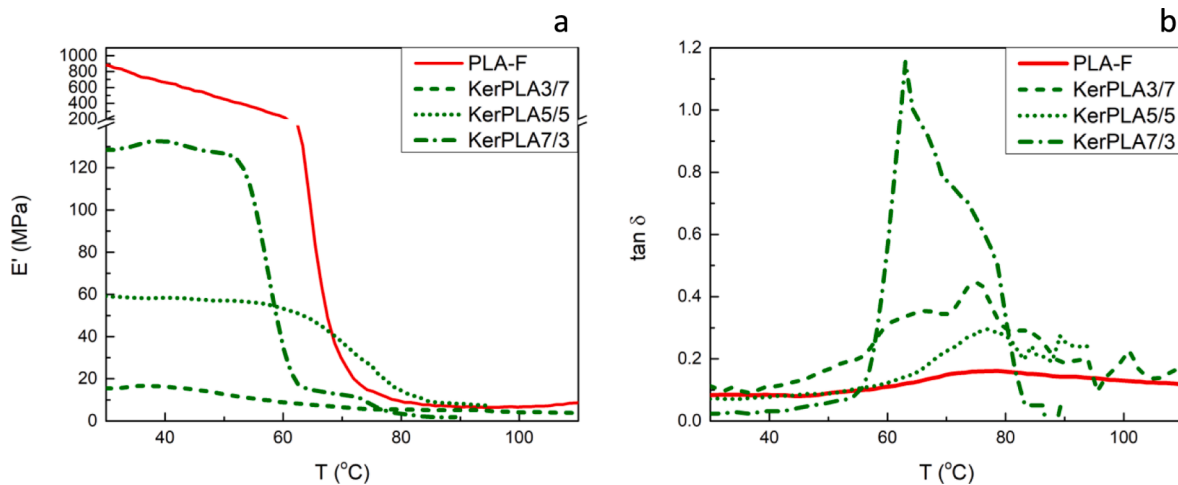 a
1000
800
600
400
200
120
100
80
60
40
20
0
E' (MPa)
PLA-F
KerPLA3/7
KerPLA5/5
KerPLA7/3
40
60
80
100
T (°C)
b
1.2
1.0
0.8
0.6
0.4
0.2
0.0
tan δ
PLA-F
KerPLA3/7
KerPLA5/5
KerPLA7/3
40
60
80
100
T (°C)